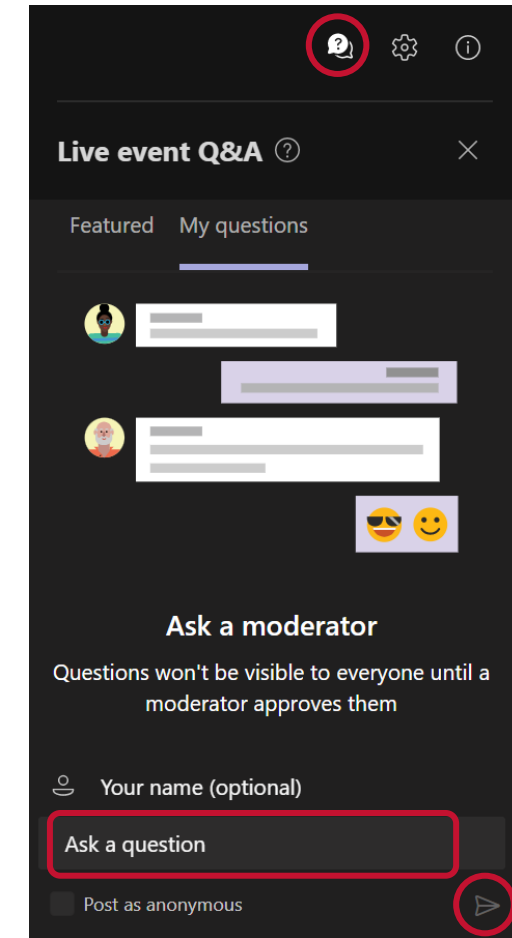 Live event Q&A
Featured My questions
Ask a moderator
Questions won't be visible to everyone until a
moderator approves them
Your name (optional)
Ask a question
Post as anonymous